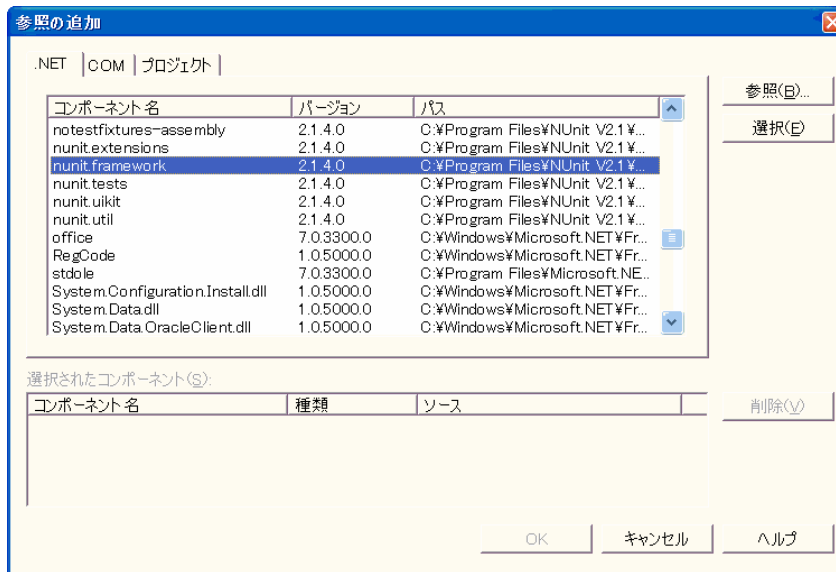 参照の追加
.NET COM プロジェクト
参照(B)...
選択(E)
コンポーネント名 バージョン パス
notestfixtures-assembly 2.1.4.0 C:¥Program Files¥NUnit V2.1¥...
nunit.extensions 2.1.4.0 C:¥Program Files¥NUnit V2.1¥...
nunit.framework 2.1.4.0 C:¥Program Files¥NUnit V2.1¥...
nunit.tests 2.1.4.0 C:¥Program Files¥NUnit V2.1¥...
nunit.uikit 2.1.4.0 C:¥Program Files¥NUnit V2.1¥...
nunit.util 2.1.4.0 C:¥Program Files¥NUnit V2.1¥...
office 7.0.3300.0 C:¥Windows¥Microsoft.NET¥Fr...
RegCode 1.0.5000.0 C:¥Windows¥Microsoft.NET¥Fr...
stdole 7.0.3300.0 C:¥Program Files¥Microsoft.NE...
System.Configuration.Install.dll 1.0.5000.0 C:¥Windows¥Microsoft.NET¥Fr...
System.Data.dll 1.0.5000.0 C:¥Windows¥Microsoft.NET¥Fr...
System.Data.OracleClient.dll 1.0.5000.0 C:¥Windows¥Microsoft.NET¥Fr...
選択されたコンポーネント(S):
コンポーネント名 種類 ソース
削除(V)
OK キャンセル ヘルプ